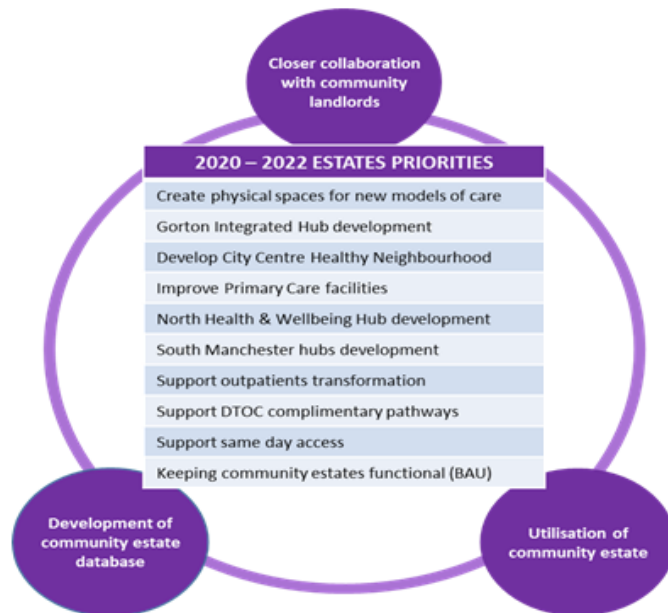 Closer collaboration
with community
landlords
2020 – 2022 ESTATES PRIORITIES
Create physical spaces for new models of care
Gorton Integrated Hub development
Develop City Centre Healthy Neighbourhood
Improve Primary Care facilities
North Health & Wellbeing Hub development
South Manchester hubs development
Support outpatients transformation
Support DTOC complimentary pathways
Support same day access
Keeping community estates functional (BAU)
Development of
community estate
database
Utilisation of
community estate